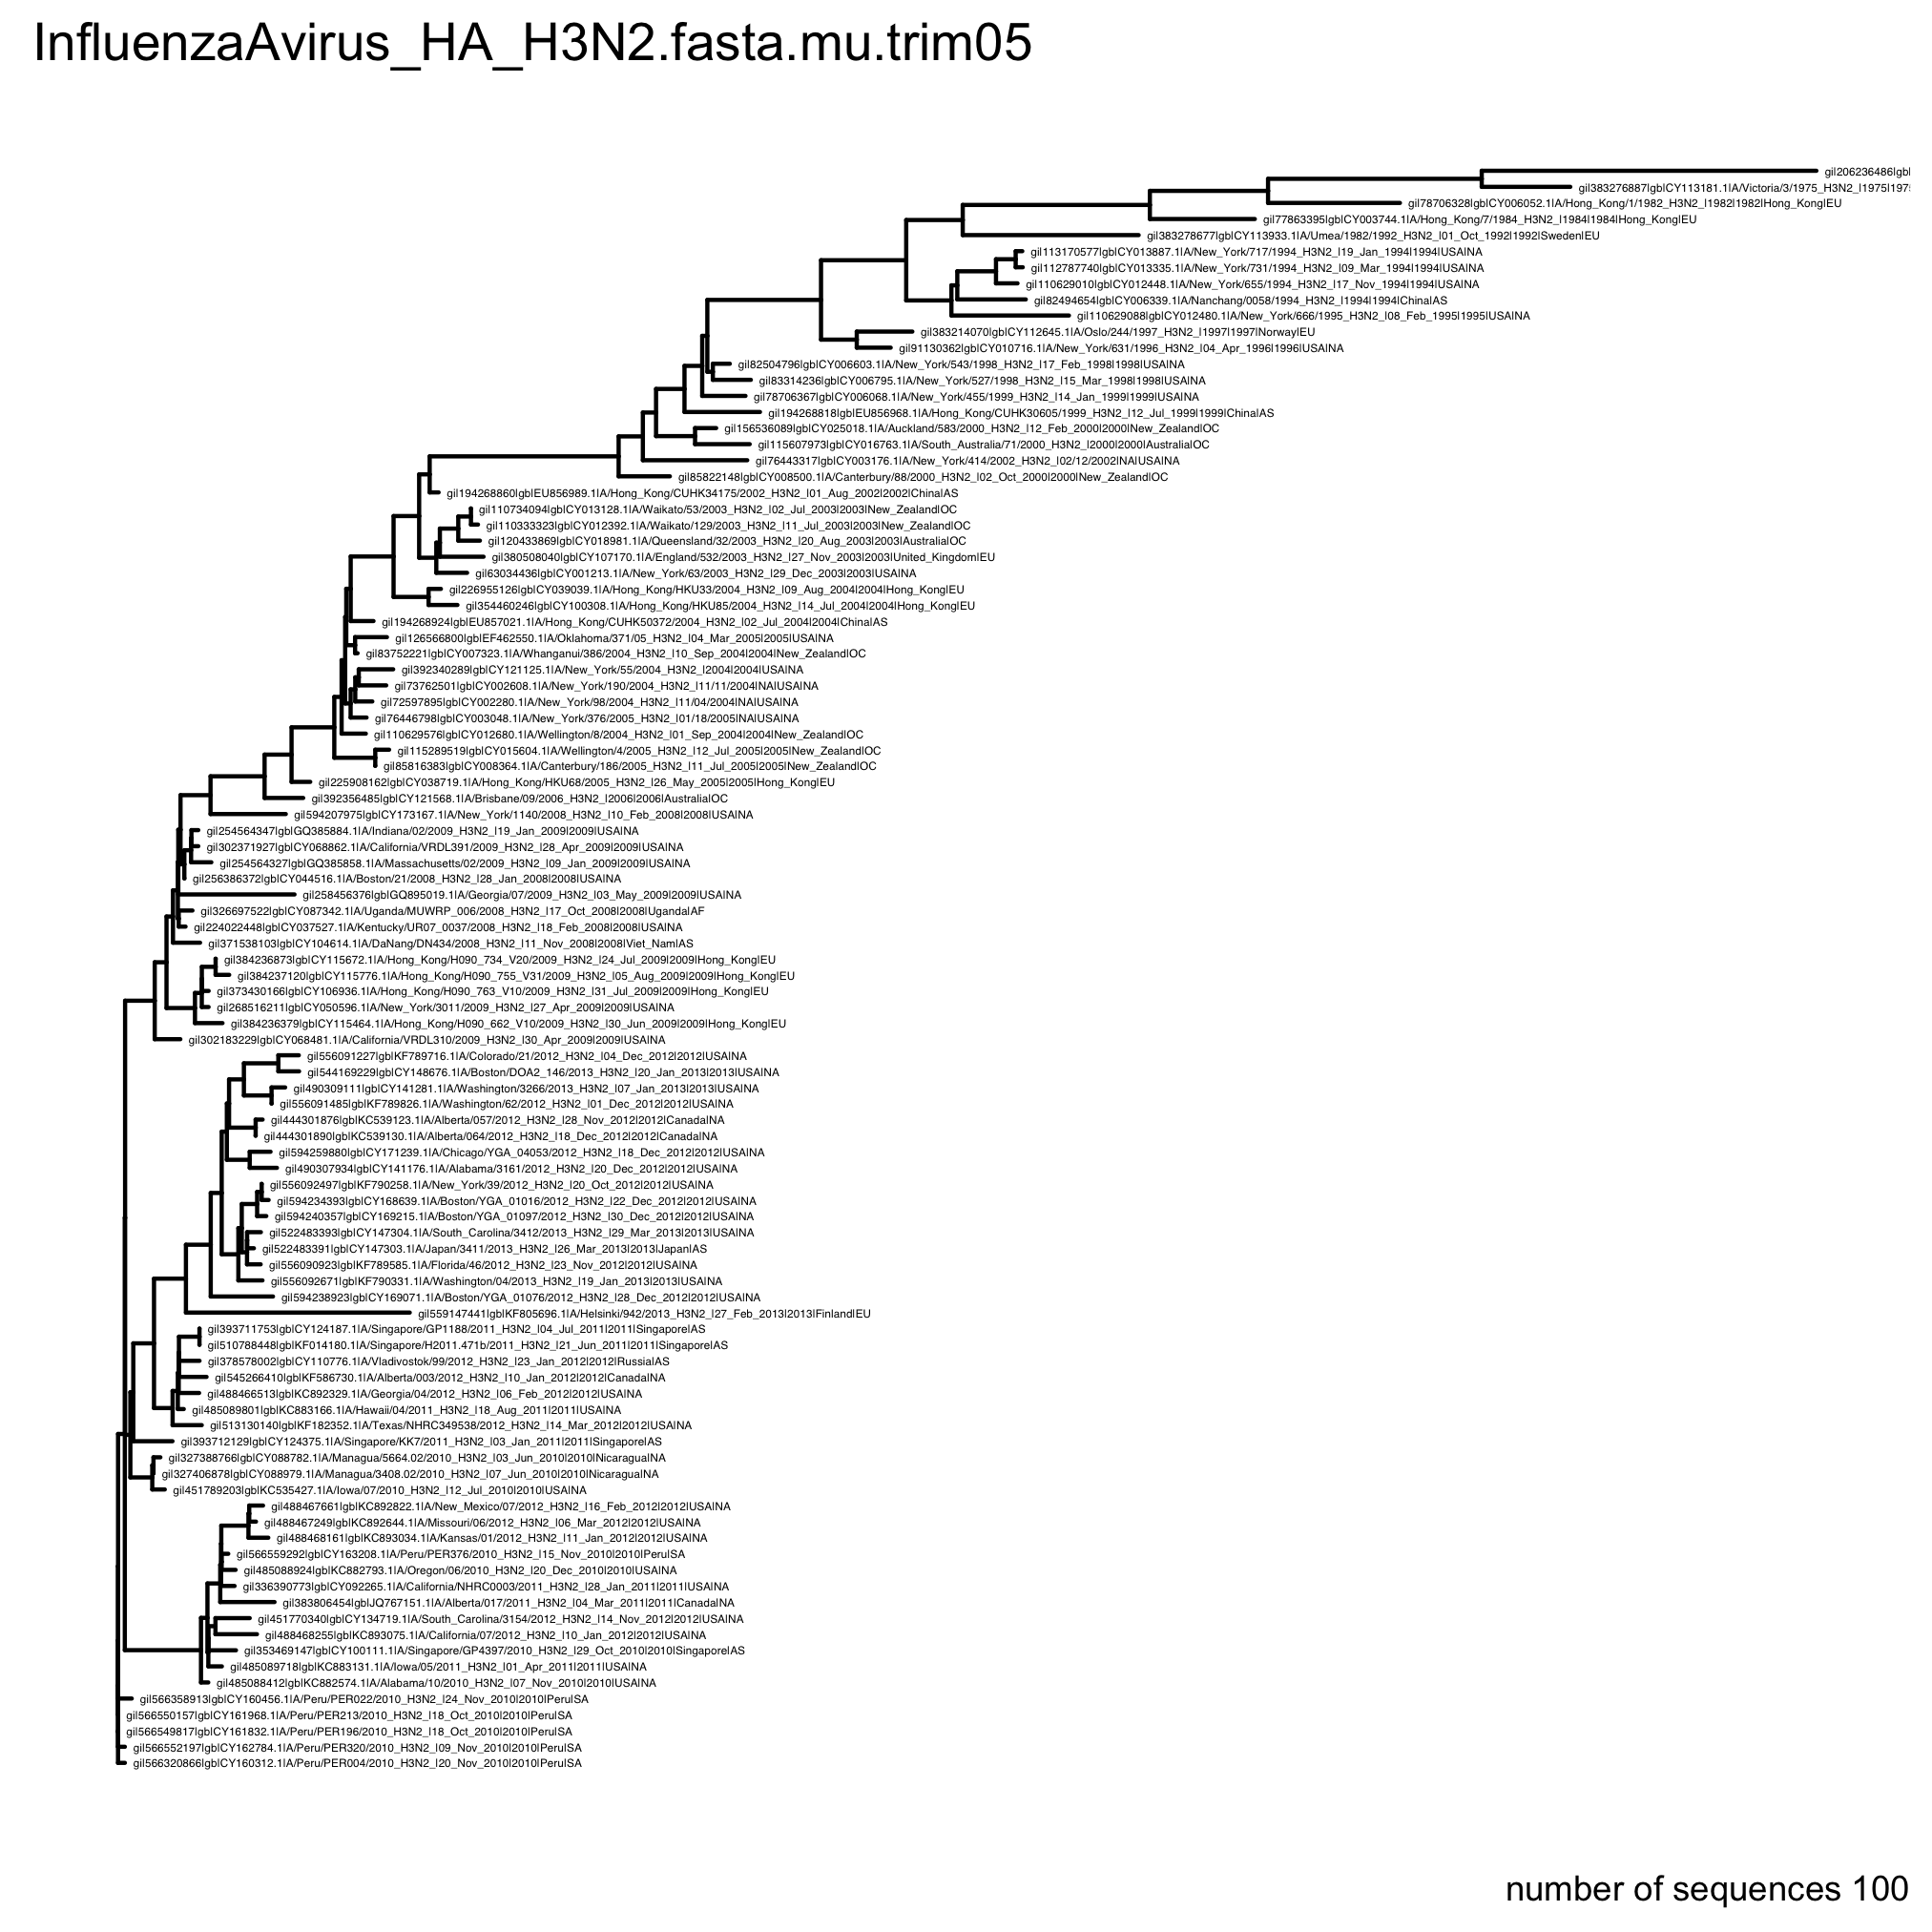 InfluenzaAvirus_HA_H3N2.fasta.mu.trim05
gi|206236486|gb|
gi|383276887|gb|CY113181.1|A/Victoria/3/1975_H3N2_|1975|197
gi|78706328|gb|CY006052.1|A/Hong_Kong/1/1982_H3N2_|1982|1982|Hong_Kong|EU
gi|77863395|gb|CY003744.1|A/Hong_Kong/7/1984_H3N2_|1984|1984|Hong_Kong|EU
gi|383278677|gb|CY113933.1|A/Umea/1982/1992_H3N2_|01_Oct_1992|1992|Sweden|EU
gi|113170577|gb|CY013887.1|A/New_York/717/1994_H3N2_|19_Jan_1994|1994|USA|NA
gi|112787740|gb|CY013335.1|A/New_York/731/1994_H3N2_|09_Mar_1994|1994|USA|NA
gi|110629010|gb|CY012448.1|A/New_York/655/1994_H3N2_|17_Nov_1994|1994|USA|NA
gi|82494654|gb|CY006339.1|A/Nanchang/0058/1994_H3N2_|1994|1994|China|AS
gi|110629088|gb|CY012480.1|A/New_York/666/1995_H3N2_|08_Feb_1995|1995|USA|NA
gi|383214070|gb|CY112645.1|A/Oslo/244/1997_H3N2_|1997|1997|Norway|EU
gi|91130362|gb|CY010716.1|A/New_York/631/1996_H3N2_|04_Apr_1996|1996|USA|NA
gi|82504796|gb|CY006603.1|A/New_York/543/1998_H3N2_|17_Feb_1998|1998|USA|NA
gi|83314236|gb|CY006795.1|A/New_York/527/1998_H3N2_|15_Mar_1998|1998|USA|NA
gi|78706367|gb|CY006068.1|A/New_York/455/1999_H3N2_|14_Jan_1999|1999|USA|NA
gi|194268818|gb|EU856968.1|A/Hong_Kong/CUHK30605/1999_H3N2_|12_Jul_1999|1999|China|AS
gi|156536089|gb|CY025018.1|A/Auckland/583/2000_H3N2_|12_Feb_2000|2000|New_Zealand|OC
gi|115607973|gb|CY016763.1|A/South_Australia/71/2000_H3N2_|2000|2000|Australia|OC
gi|76443317|gb|CY003176.1|A/New_York/414/2002_H3N2_|02/12/2002|NA|USA|NA
gi|85822148|gb|CY008500.1|A/Canterbury/88/2000_H3N2_|02_Oct_2000|2000|New_Zealand|OC
gi|194268860|gb|EU856989.1|A/Hong_Kong/CUHK34175/2002_H3N2_|01_Aug_2002|2002|China|AS
gi|110734094|gb|CY013128.1|A/Waikato/53/2003_H3N2_|02_Jul_2003|2003|New_Zealand|OC
gi|110333323|gb|CY012392.1|A/Waikato/129/2003_H3N2_|11_Jul_2003|2003|New_Zealand|OC
gi|120433869|gb|CY018981.1|A/Queensland/32/2003_H3N2_|20_Aug_2003|2003|Australia|OC
gi|380508040|gb|CY107170.1|A/England/532/2003_H3N2_|27_Nov_2003|2003|United_Kingdom|EU
gi|63034436|gb|CY001213.1|A/New_York/63/2003_H3N2_|29_Dec_2003|2003|USA|NA
gi|226955126|gb|CY039039.1|A/Hong_Kong/HKU33/2004_H3N2_|09_Aug_2004|2004|Hong_Kong|EU
gi|354460246|gb|CY100308.1|A/Hong_Kong/HKU85/2004_H3N2_|14_Jul_2004|2004|Hong_Kong|EU
gi|194268924|gb|EU857021.1|A/Hong_Kong/CUHK50372/2004_H3N2_|02_Jul_2004|2004|China|AS
gi|126566800|gb|EF462550.1|A/Oklahoma/371/05_H3N2_|04_Mar_2005|2005|USA|NA
gi|83752221|gb|CY007323.1|A/Whanganui/386/2004_H3N2_|10_Sep_2004|2004|New_Zealand|OC
gi|392340289|gb|CY121125.1|A/New_York/55/2004_H3N2_|2004|2004|USA|NA
gi|73762501|gb|CY002608.1|A/New_York/190/2004_H3N2_|11/11/2004|NA|USA|NA
gi|72597895|gb|CY002280.1|A/New_York/98/2004_H3N2_|11/04/2004|NA|USA|NA
gi|76446798|gb|CY003048.1|A/New_York/376/2005_H3N2_|01/18/2005|NA|USA|NA
gi|110629576|gb|CY012680.1|A/Wellington/8/2004_H3N2_|01_Sep_2004|2004|New_Zealand|OC
gi|115289519|gb|CY015604.1|A/Wellington/4/2005_H3N2_|12_Jul_2005|2005|New_Zealand|OC
gi|85816383|gb|CY008364.1|A/Canterbury/186/2005_H3N2_|11_Jul_2005|2005|New_Zealand|OC
gi|225908162|gb|CY038719.1|A/Hong_Kong/HKU68/2005_H3N2_|26_May_2005|2005|Hong_Kong|EU
gi|392356485|gb|CY121568.1|A/Brisbane/09/2006_H3N2_|2006|2006|Australia|OC
gi|594207975|gb|CY173167.1|A/New_York/1140/2008_H3N2_|10_Feb_2008|2008|USA|NA
gi|254564347|gb|GQ385884.1|A/Indiana/02/2009_H3N2_|19_Jan_2009|2009|USA|NA
gi|302371927|gb|CY068862.1|A/California/VRDL391/2009_H3N2_|28_Apr_2009|2009|USA|NA
gi|254564327|gb|GQ385858.1|A/Massachusetts/02/2009_H3N2_|09_Jan_2009|2009|USA|NA
gi|256386372|gb|CY044516.1|A/Boston/21/2008_H3N2_|28_Jan_2008|2008|USA|NA
gi|258456376|gb|GQ895019.1|A/Georgia/07/2009_H3N2_|03_May_2009|2009|USA|NA
gi|326697522|gb|CY087342.1|A/Uganda/MUWRP_006/2008_H3N2_|17_Oct_2008|2008|Uganda|AF
gi|224022448|gb|CY037527.1|A/Kentucky/UR07_0037/2008_H3N2_|18_Feb_2008|2008|USA|NA
gi|371538103|gb|CY104614.1|A/DaNang/DN434/2008_H3N2_|11_Nov_2008|2008|Viet_Nam|AS
gi|384236873|gb|CY115672.1|A/Hong_Kong/H090_734_V20/2009_H3N2_|24_Jul_2009|2009|Hong_Kong|EU
gi|384237120|gb|CY115776.1|A/Hong_Kong/H090_755_V31/2009_H3N2_|05_Aug_2009|2009|Hong_Kong|EU
gi|373430166|gb|CY106936.1|A/Hong_Kong/H090_763_V10/2009_H3N2_|31_Jul_2009|2009|Hong_Kong|EU
gi|268516211|gb|CY050596.1|A/New_York/3011/2009_H3N2_|27_Apr_2009|2009|USA|NA
gi|384236379|gb|CY115464.1|A/Hong_Kong/H090_662_V10/2009_H3N2_|30_Jun_2009|2009|Hong_Kong|EU
gi|302183229|gb|CY068481.1|A/California/VRDL310/2009_H3N2_|30_Apr_2009|2009|USA|NA
gi|556091227|gb|KF789716.1|A/Colorado/21/2012_H3N2_|04_Dec_2012|2012|USA|NA
gi|544169229|gb|CY148676.1|A/Boston/DOA2_146/2013_H3N2_|20_Jan_2013|2013|USA|NA
gi|490309111|gb|CY141281.1|A/Washington/3266/2013_H3N2_|07_Jan_2013|2013|USA|NA
gi|556091485|gb|KF789826.1|A/Washington/62/2012_H3N2_|01_Dec_2012|2012|USA|NA
gi|444301876|gb|KC539123.1|A/Alberta/057/2012_H3N2_|28_Nov_2012|2012|Canada|NA
gi|444301890|gb|KC539130.1|A/Alberta/064/2012_H3N2_|18_Dec_2012|2012|Canada|NA
gi|594259880|gb|CY171239.1|A/Chicago/YGA_04053/2012_H3N2_|18_Dec_2012|2012|USA|NA
gi|490307934|gb|CY141176.1|A/Alabama/3161/2012_H3N2_|20_Dec_2012|2012|USA|NA
gi|556092497|gb|KF790258.1|A/New_York/39/2012_H3N2_|20_Oct_2012|2012|USA|NA
gi|594234393|gb|CY168639.1|A/Boston/YGA_01016/2012_H3N2_|22_Dec_2012|2012|USA|NA
gi|594240357|gb|CY169215.1|A/Boston/YGA_01097/2012_H3N2_|30_Dec_2012|2012|USA|NA
gi|522483393|gb|CY147304.1|A/South_Carolina/3412/2013_H3N2_|29_Mar_2013|2013|USA|NA
gi|522483391|gb|CY147303.1|A/Japan/3411/2013_H3N2_|26_Mar_2013|2013|Japan|AS
gi|556090923|gb|KF789585.1|A/Florida/46/2012_H3N2_|23_Nov_2012|2012|USA|NA
gi|556092671|gb|KF790331.1|A/Washington/04/2013_H3N2_|19_Jan_2013|2013|USA|NA
gi|594238923|gb|CY169071.1|A/Boston/YGA_01076/2012_H3N2_|28_Dec_2012|2012|USA|NA
gi|559147441|gb|KF805696.1|A/Helsinki/942/2013_H3N2_|27_Feb_2013|2013|Finland|EU
gi|393711753|gb|CY124187.1|A/Singapore/GP1188/2011_H3N2_|04_Jul_2011|2011|Singapore|AS
gi|510788448|gb|KF014180.1|A/Singapore/H2011.471b/2011_H3N2_|21_Jun_2011|2011|Singapore|AS
gi|378578002|gb|CY110776.1|A/Vladivostok/99/2012_H3N2_|23_Jan_2012|2012|Russia|AS
gi|545266410|gb|KF586730.1|A/Alberta/003/2012_H3N2_|10_Jan_2012|2012|Canada|NA
gi|488466513|gb|KC892329.1|A/Georgia/04/2012_H3N2_|06_Feb_2012|2012|USA|NA
gi|485089801|gb|KC883166.1|A/Hawaii/04/2011_H3N2_|18_Aug_2011|2011|USA|NA
gi|513130140|gb|KF182352.1|A/Texas/NHRC349538/2012_H3N2_|14_Mar_2012|2012|USA|NA
gi|393712129|gb|CY124375.1|A/Singapore/KK7/2011_H3N2_|03_Jan_2011|2011|Singapore|AS
gi|327388766|gb|CY088782.1|A/Managua/5664.02/2010_H3N2_|03_Jun_2010|2010|Nicaragua|NA
gi|327406878|gb|CY088979.1|A/Managua/3408.02/2010_H3N2_|07_Jun_2010|2010|Nicaragua|NA
gi|451789203|gb|KC535427.1|A/Iowa/07/2010_H3N2_|12_Jul_2010|2010|USA|NA
gi|488467661|gb|KC892822.1|A/New_Mexico/07/2012_H3N2_|16_Feb_2012|2012|USA|NA
gi|488467249|gb|KC892644.1|A/Missouri/06/2012_H3N2_|06_Mar_2012|2012|USA|NA
gi|488468161|gb|KC893034.1|A/Kansas/01/2012_H3N2_|11_Jan_2012|2012|USA|NA
gi|566559292|gb|CY163208.1|A/Peru/PER376/2010_H3N2_|15_Nov_2010|2010|Peru|SA
gi|485088924|gb|KC882793.1|A/Oregon/06/2010_H3N2_|20_Dec_2010|2010|USA|NA
gi|336390773|gb|CY092265.1|A/California/NHRC0003/2011_H3N2_|28_Jan_2011|2011|USA|NA
gi|383806454|gb|JQ767151.1|A/Alberta/017/2011_H3N2_|04_Mar_2011|2011|Canada|NA
gi|451770340|gb|CY134719.1|A/South_Carolina/3154/2012_H3N2_|14_Nov_2012|2012|USA|NA
gi|488468255|gb|KC893075.1|A/California/07/2012_H3N2_|10_Jan_2012|2012|USA|NA
gi|353469147|gb|CY100111.1|A/Singapore/GP4397/2010_H3N2_|29_Oct_2010|2010|Singapore|AS
gi|485089718|gb|KC883131.1|A/Iowa/05/2011_H3N2_|01_Apr_2011|2011|USA|NA
gi|485088412|gb|KC882574.1|A/Alabama/10/2010_H3N2_|07_Nov_2010|2010|USA|NA
gi|566358913|gb|CY160456.1|A/Peru/PER022/2010_H3N2_|24_Nov_2010|2010|Peru|SA
gi|566550157|gb|CY161968.1|A/Peru/PER213/2010_H3N2_|18_Oct_2010|2010|Peru|SA
gi|566549817|gb|CY161832.1|A/Peru/PER196/2010_H3N2_|18_Oct_2010|2010|Peru|SA
gi|566552197|gb|CY162784.1|A/Peru/PER320/2010_H3N2_|09_Nov_2010|2010|Peru|SA
gi|566320866|gb|CY160312.1|A/Peru/PER004/2010_H3N2_|20_Nov_2010|2010|Peru|SA
number of sequences 100